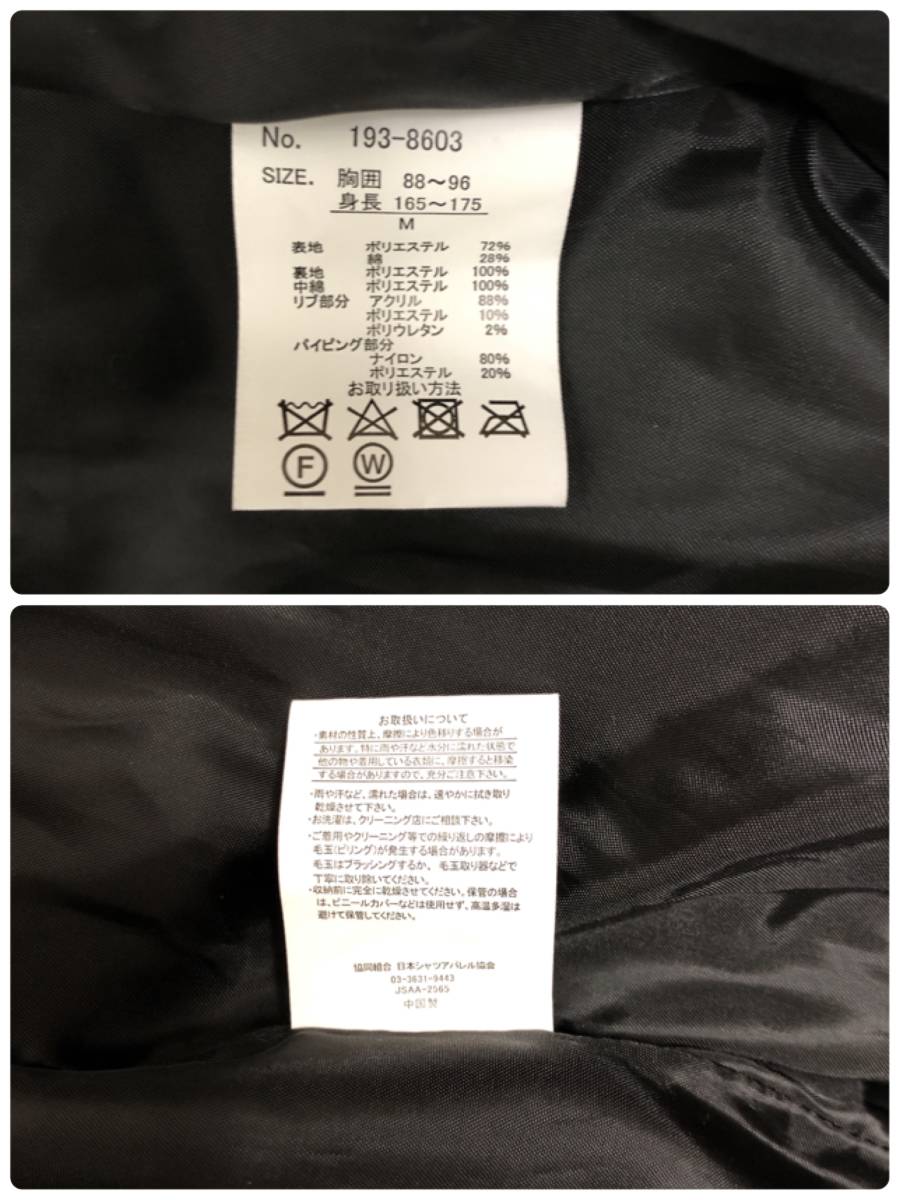 No. 193-8603
SIZE. 胸囲 88～96
身長 165～175
M
表地 ポリエステル 72%
綿 28%
裏地 ポリエステル 100%
中綿 ポリエステル 100%
リブ部分 アクリル 88%
ポリエステル 10%
ポリウレタン 2%
パイピング部分
ナイロン 80%
ポリエステル 20%
お取り扱い方法
F W
お取扱いについて
・素材の性質上、摩擦により色移りする場合が
あります。特に雨や汗など水分に濡れた状態で
他の物や着用している衣類に、摩擦すると移染
する場合がありますので、充分ご注意下さい。
・雨や汗など、濡れた場合は、速やかに拭き取り
乾燥させて下さい。
・お洗濯は、クリーニング店にご相談下さい。
・ご着用やクリーニング等での繰り返しの摩擦により
毛玉(ピリング)が発生する場合があります。
毛玉はブラッシングするか、毛玉取り器などで
丁寧に取り除いてください。
・収納前に完全に乾燥させてください。保管の場合
は、ビニールカバーなどは使用せず、高温多湿は
避けて保管してください。
協同組合 日本シャツアパレル協会
03-3631-9443
JSAA-2565
中国製